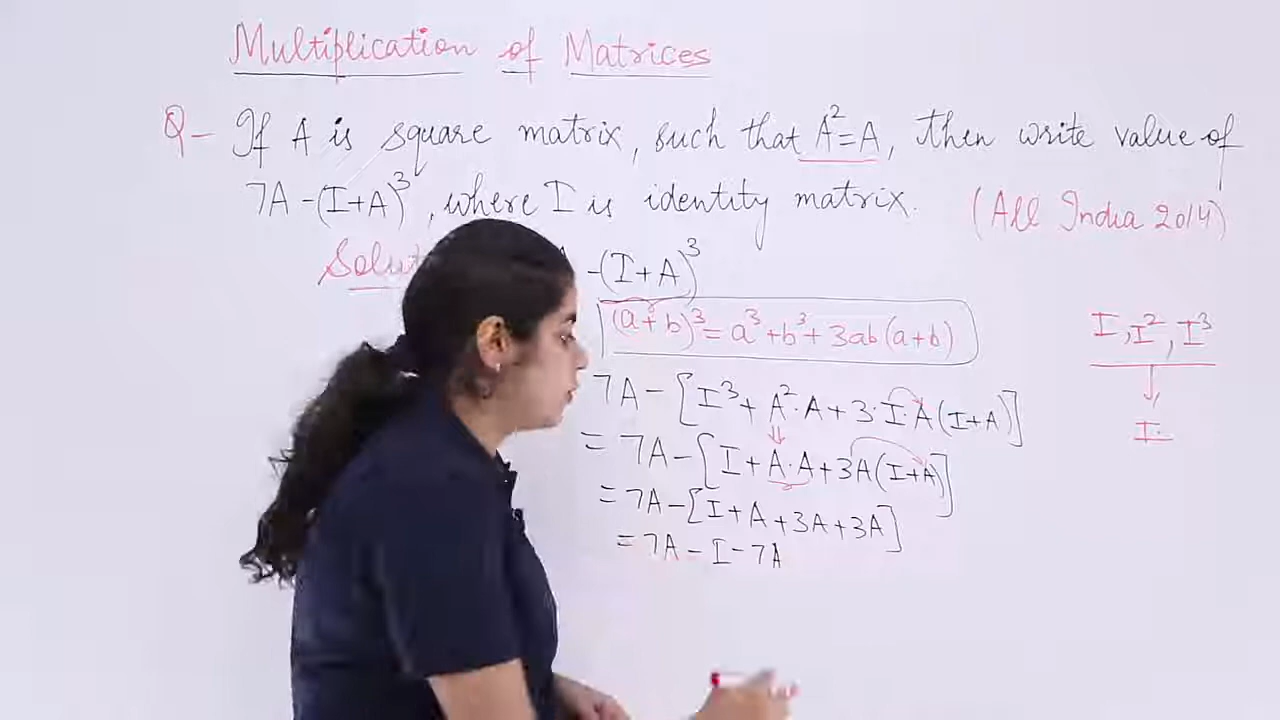 Multiplication of Matrices
Q- If A is square matrix, such that A²=A, then write value of
7A-(I+A)³, where I is identity matrix. (All India 2014)
-(I+A)³
(a+b)³=a³+b³+3ab(a+b)
I, I², I³
7A-[I³+A²·A+3·I·A(I+A)]
I.
= 7A-[I+A·A+3A(I+A)]
= 7A-[I+A+3A+3A]
= 7A-I-7A